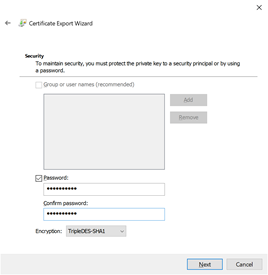 Certificate Export Wizard
Security
To maintain security, you must protect the private key to a security principal or by using
a password.
Group or user names (recommended)
Add
Remove
Password:
••••••••••
Confirm password:
••••••••••
Encryption: TripleDES-SHA1
Next Cancel